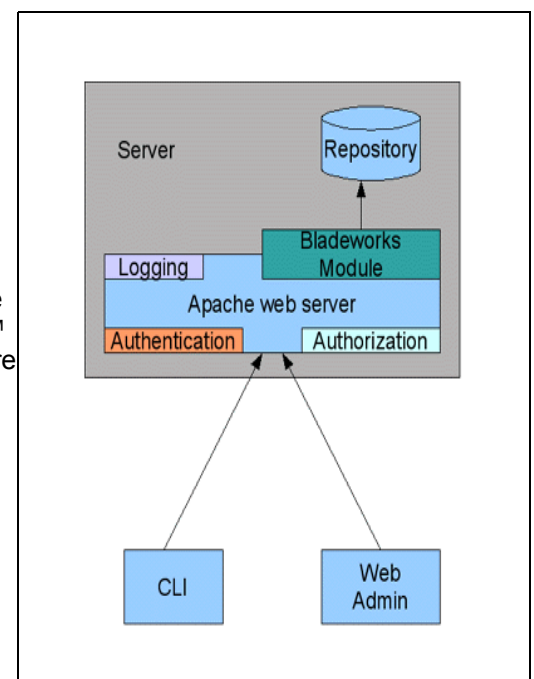 Server
Repository
Bladeworks
Module
Logging
Apache web server
Authentication
Authorization
CLI
Web
Admin